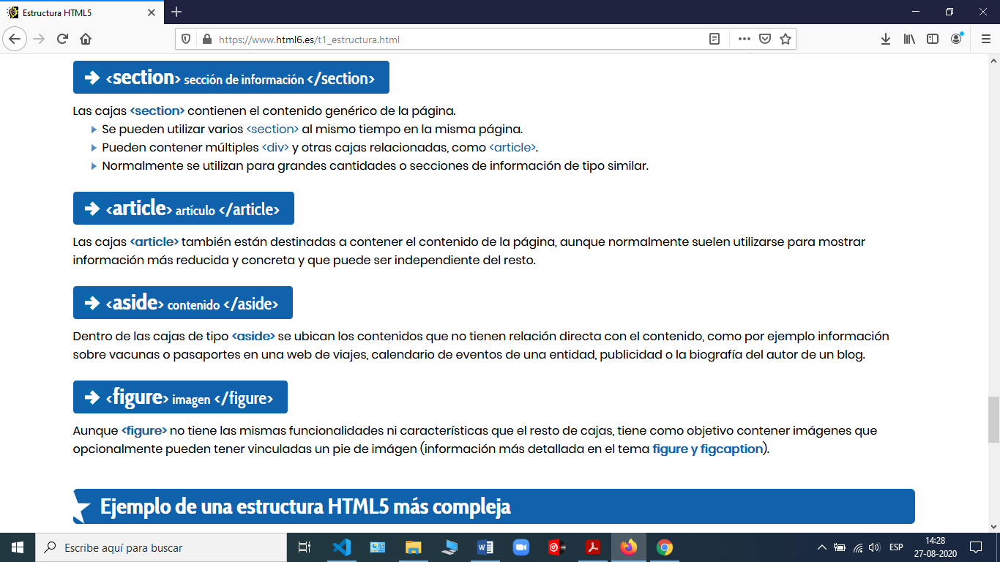 Estructura HTML5
https://www.html6.es/t1_estructura.html
<section> sección de información </section>
Las cajas <section> contienen el contenido genérico de la página.
Se pueden utilizar varios <section> al mismo tiempo en la misma página.
Pueden contener múltiples <div> y otras cajas relacionadas, como <article>.
Normalmente se utilizan para grandes cantidades o secciones de información de tipo similar.
<article> artículo </article>
Las cajas <article> también están destinadas a contener el contenido de la página, aunque normalmente suelen utilizarse para mostrar
información más reducida y concreta y que puede ser independiente del resto.
<aside> contenido </aside>
Dentro de las cajas de tipo <aside> se ubican los contenidos que no tienen relación directa con el contenido, como por ejemplo información
sobre vacunas o pasaportes en una web de viajes, calendario de eventos de una entidad, publicidad o la biografía del autor de un blog.
<figure> imagen </figure>
Aunque <figure> no tiene las mismas funcionalidades ni características que el resto de cajas, tiene como objetivo contener imágenes que
opcionalmente pueden tener vinculadas un pie de imágen (información más detallada en el tema figure y figcaption).
Ejemplo de una estructura HTML5 más compleja
Escribe aquí para buscar
ESP
14:28
27-08-2020